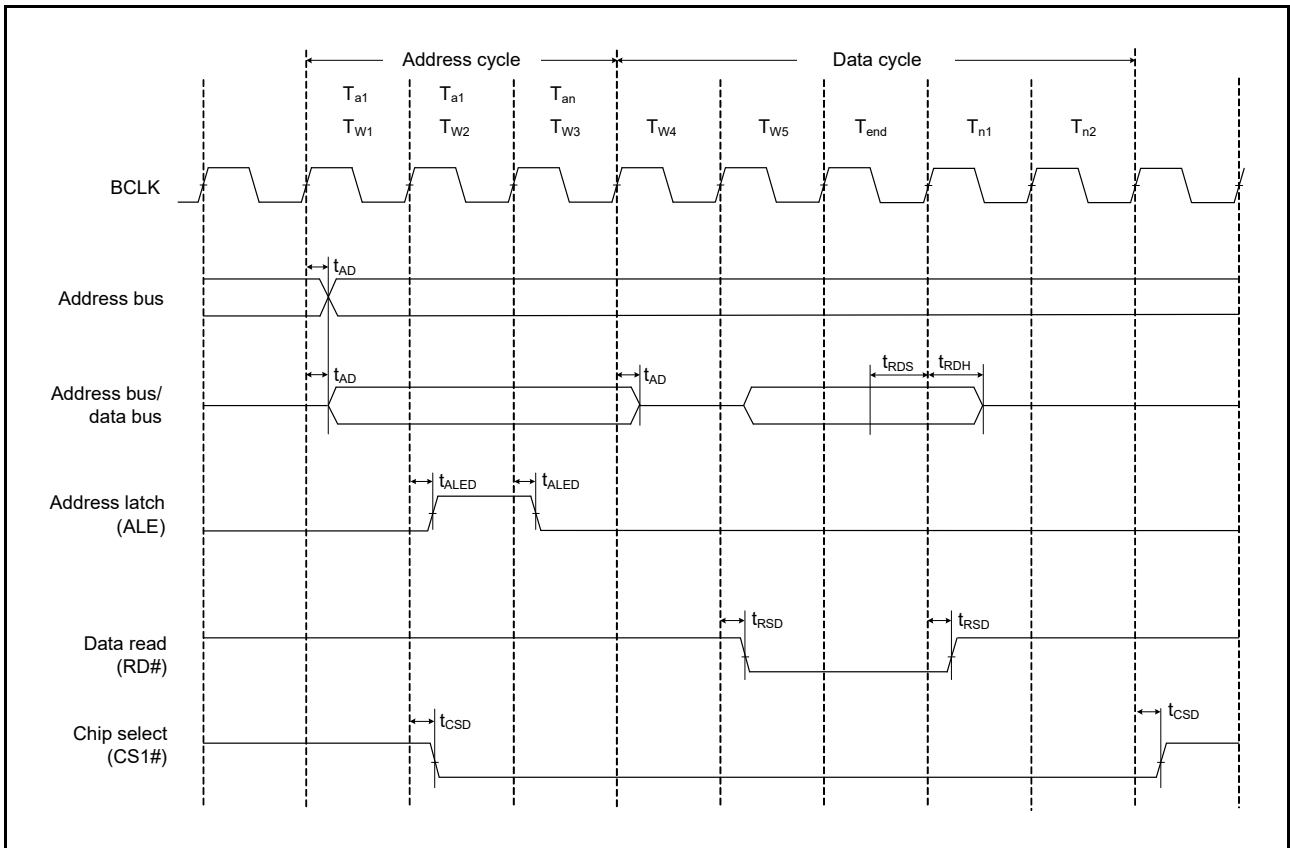 Address cycle Data cycle
Ta1 Ta1 Tan
TW1 TW2 TW3 TW4 TW5 Tend Tn1 Tn2
BCLK
tAD
Address bus
tAD tAD tRDS tRDH
Address bus/
data bus
tALED tALED
Address latch
(ALE)
tRSD tRSD
Data read
(RD#)
tCSD tCSD
Chip select
(CS1#)